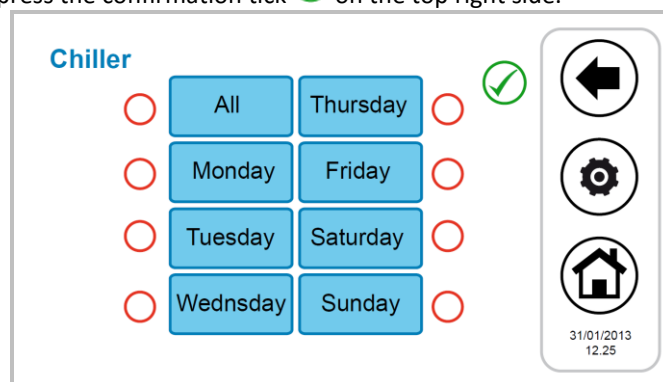 press the confirmation tick on the top right side.
Chiller
All Thursday
Monday Friday
Tuesday Saturday
Wednsday Sunday
31/01/2013
12.25